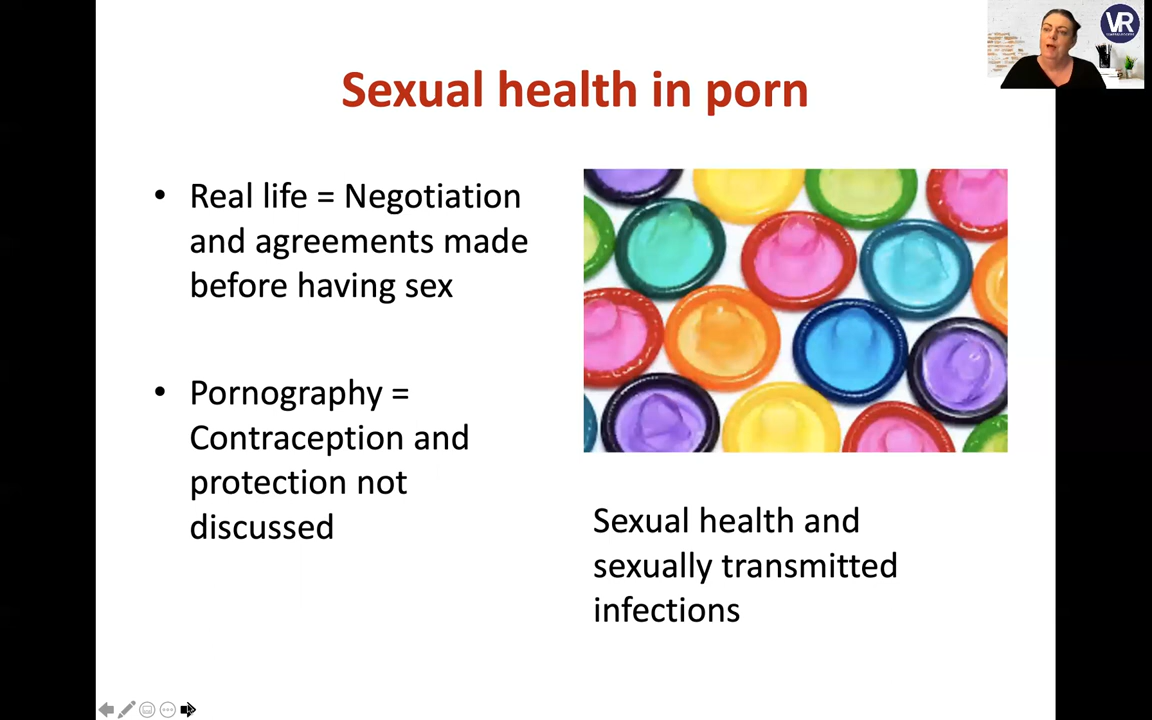 VR
Sexual health in porn
• Real life = Negotiation
and agreements made
before having sex
• Pornography =
Contraception and
protection not
discussed
Sexual health and
sexually transmitted
infections